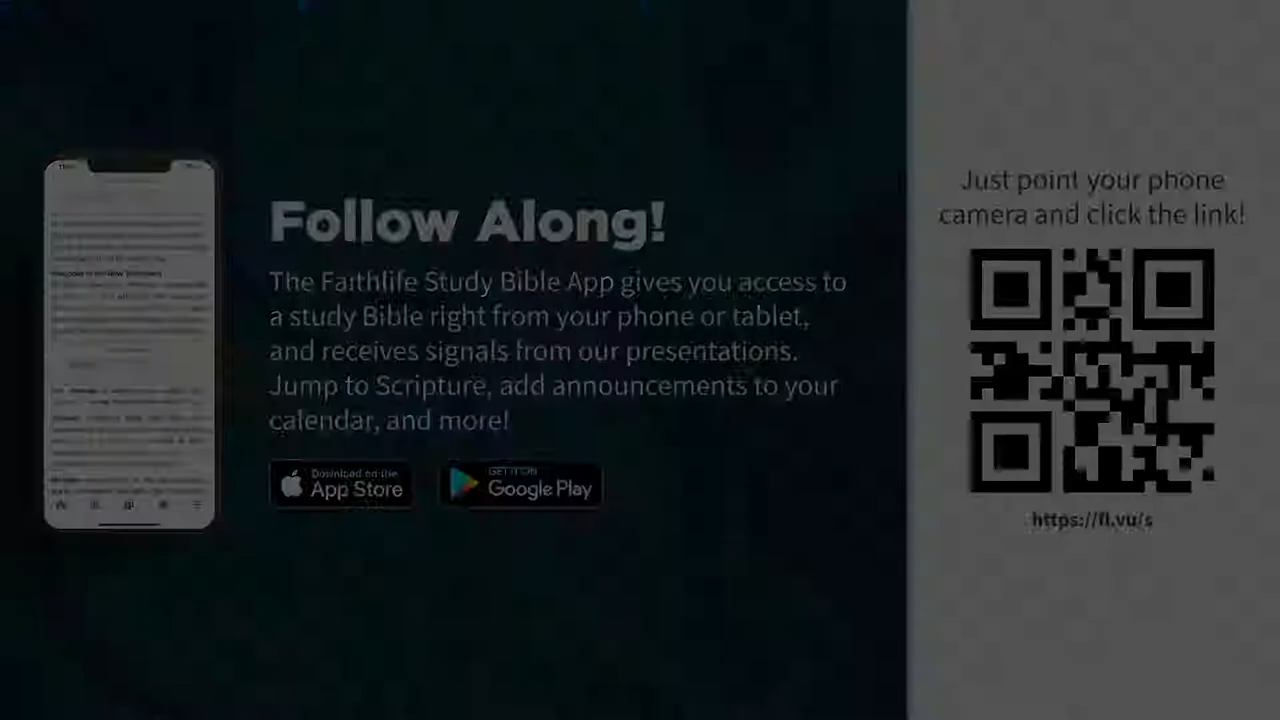 Follow Along!
The Faithlife Study Bible App gives you access to
a study Bible right from your phone or tablet,
and receives signals from our presentations.
Jump to Scripture, add announcements to your
calendar, and more!
Download on the
App Store
GET IT ON
Google Play
Just point your phone
camera and click the link!
https://fl.vu/s